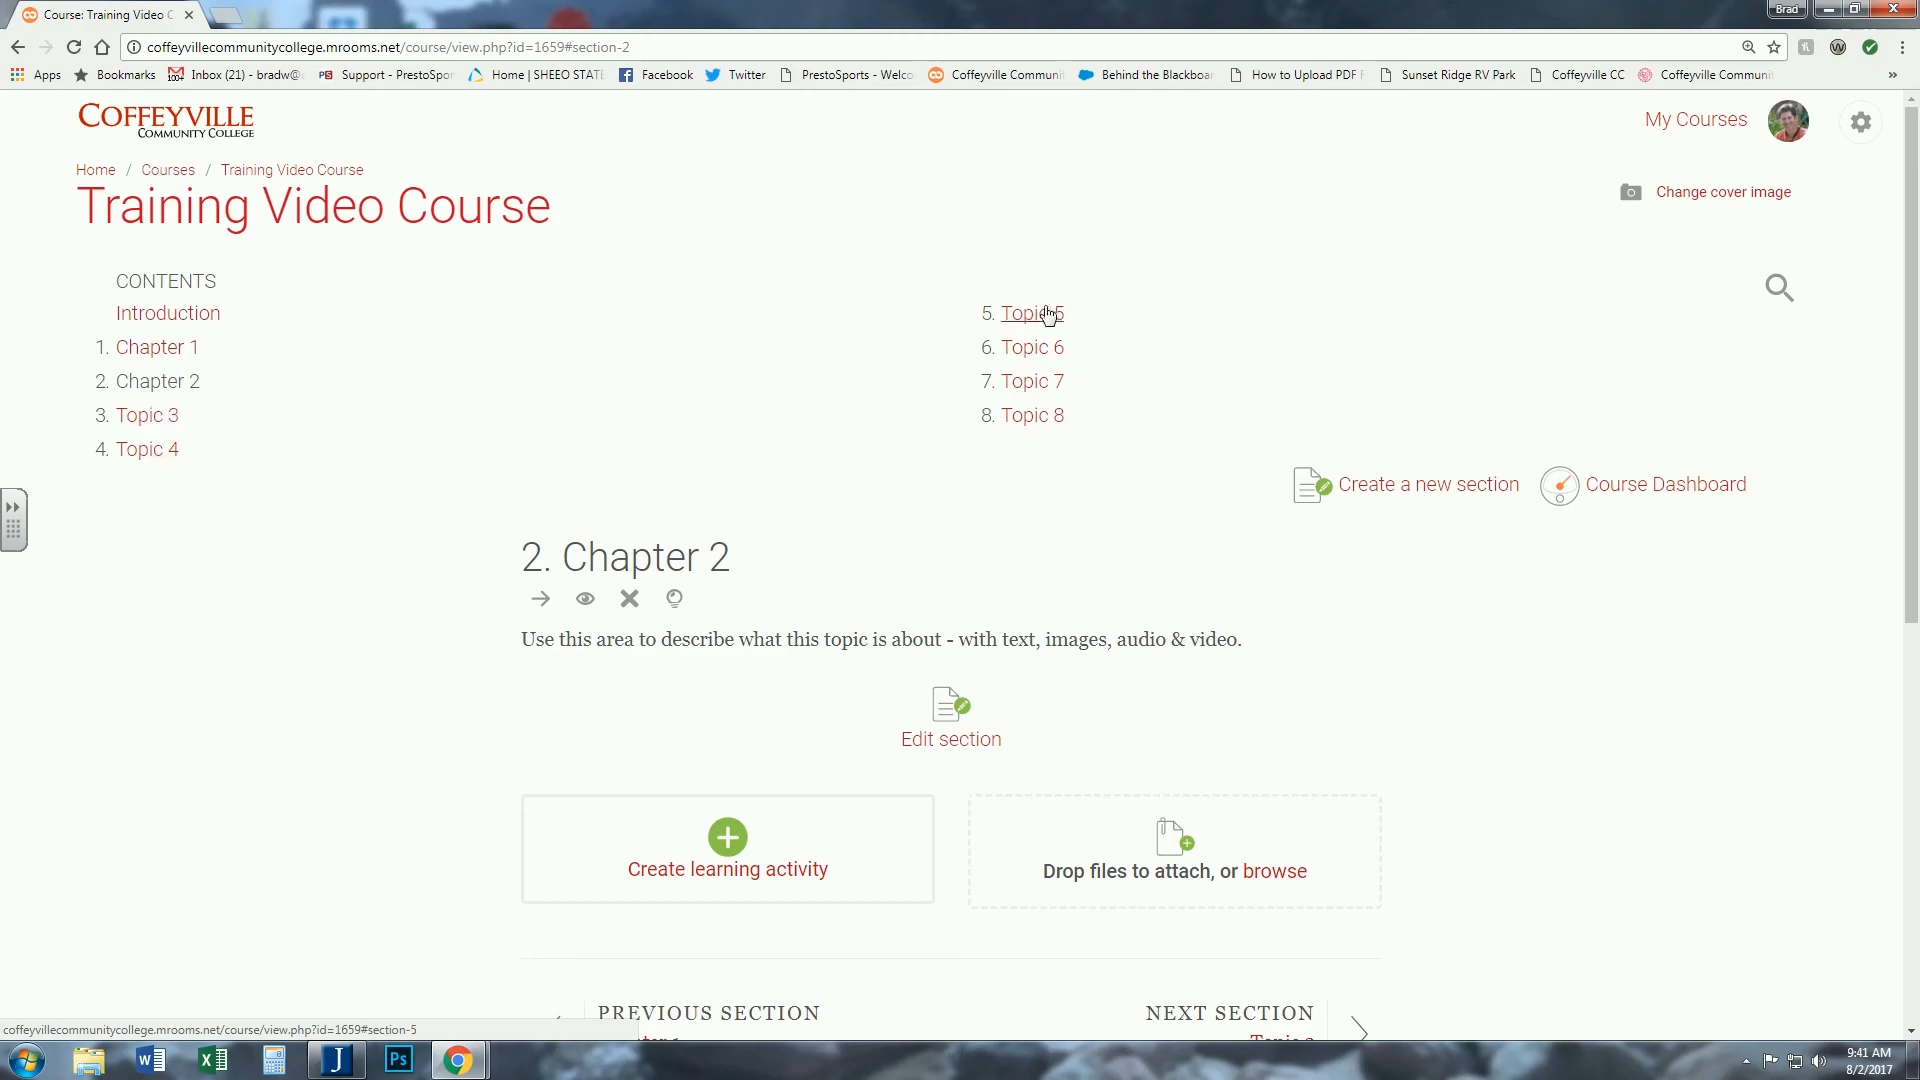 Course: Training Video C
Brad
coffeyvillecommunitycollege.mrooms.net/course/view.php?id=1659#section-2
Apps
Bookmarks
Inbox (21) - bradw@
Support - PrestoSpor
Home | SHEEO STATE
Facebook
Twitter
PrestoSports - Welco
Coffeyville Communi
Behind the Blackboar
How to Upload PDF F
Sunset Ridge RV Park
Coffeyville CC
Coffeyville Communit
COFFEYVILLE
COMMUNITY COLLEGE
My Courses
Home / Courses / Training Video Course
Training Video Course
Change cover image
CONTENTS
Introduction
1. Chapter 1
2. Chapter 2
3. Topic 3
4. Topic 4
5. Topic 5
6. Topic 6
7. Topic 7
8. Topic 8
Create a new section
Course Dashboard
2. Chapter 2
Use this area to describe what this topic is about - with text, images, audio & video.
Edit section
Create learning activity
Drop files to attach, or browse
PREVIOUS SECTION
NEXT SECTION
coffeyvillecommunitycollege.mrooms.net/course/view.php?id=1659#section-5
9:41 AM
8/2/2017